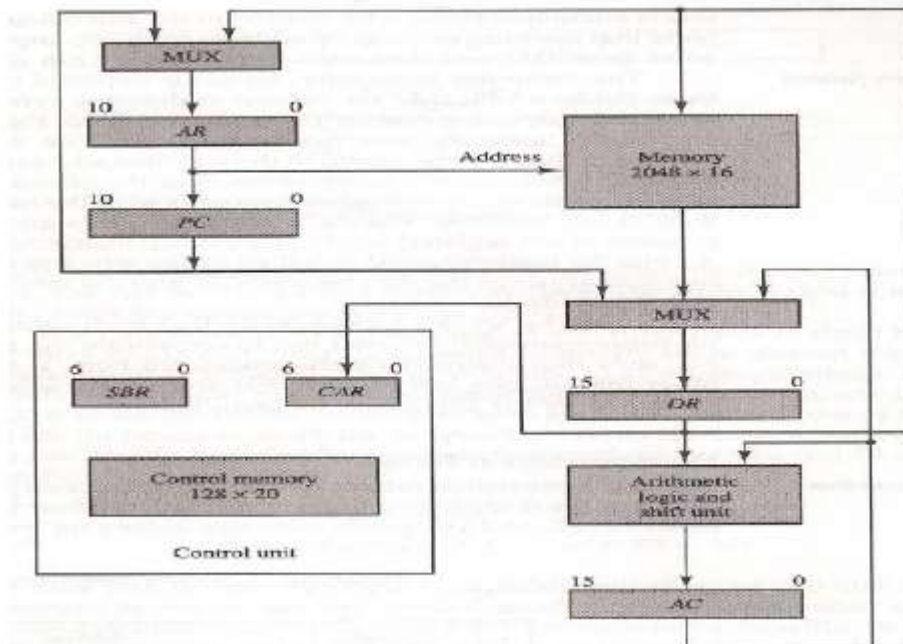 MUX
10 0
AR
Address
Memory
2048 × 16
10 0
PC
MUX
6 0 6 0
SBR CAR
15 0
DR
Control memory
128 × 20
Arithmetic
logic and
shift unit
Control unit
15 0
AC